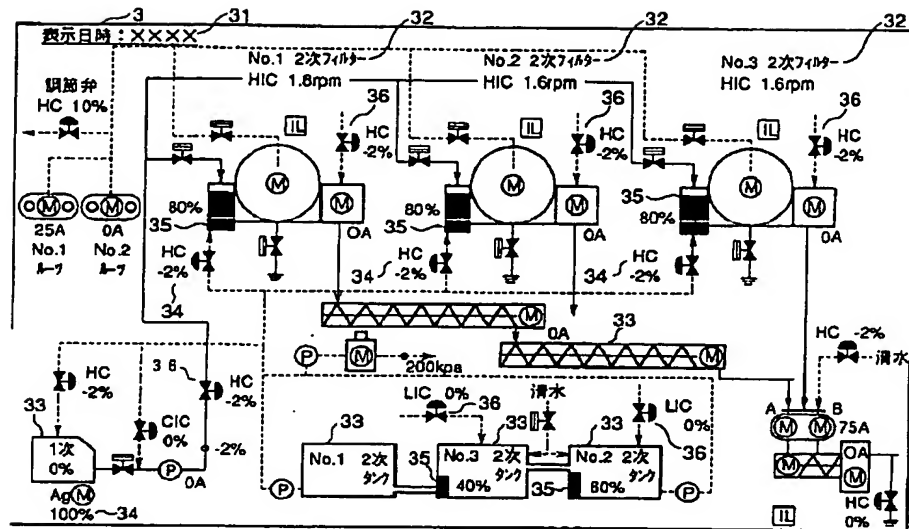 3
31
32
32
32
表示日時:××××
No.1 2次フィルター
HIC 1.8rpm
No.2 2次フィルター
HIC 1.6rpm
No.3 2次フィルター
HIC 1.6rpm
調節弁
HC 10%
36
36
36
IL
IL
IL
HC
-2%
HC
-2%
HC
-2%
M
M
M
M
M
M
M
M
80%
80%
80%
35
35
35
25A
No.1
ループ
0A
No.2
ループ
0A
0A
0A
HC
-2%
34
HC
-2%
34
HC
-2%
34
M
0A
33
M
P
M
200kpa
HC -2%
清水
36
HC
-2%
HC
-2%
CIC
0%
-2%
33
1次
0%
P
0A
Ag M
100%
34
LIC 0%
36
清水
LIC
0%
36
33
33
33
No.1 2次
タンク
No.3 2次
タンク
40%
No.2 2次
タンク
60%
35
35
P
P
A
B
M
M
75A
M
0A
M
HC
0%
IL